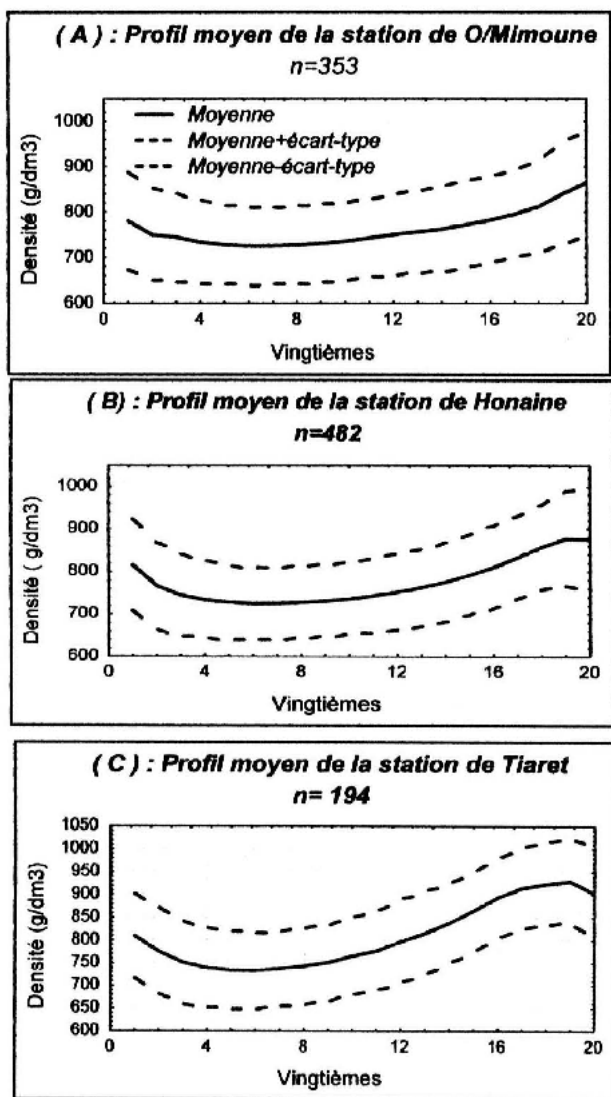 ( A ) : Profil moyen de la station de O/Mimoune
n=353
Moyenne
Moyenne+écart-type
Moyenne-écart-type
Densité (g/dm3)
1000
900
800
700
600
0 4 8 12 16 20
Vingtièmes
( B) : Profil moyen de la station de Honaine
n=482
Densité ( g/dm3)
1000
900
800
700
600
0 4 8 12 16 20
Vingtièmes
( C ) : Profil moyen de la station de Tiaret
n= 194
Densité (g/dm3)
1050
1000
950
900
850
800
750
700
650
600
0 4 8 12 16 20
Vingtièmes